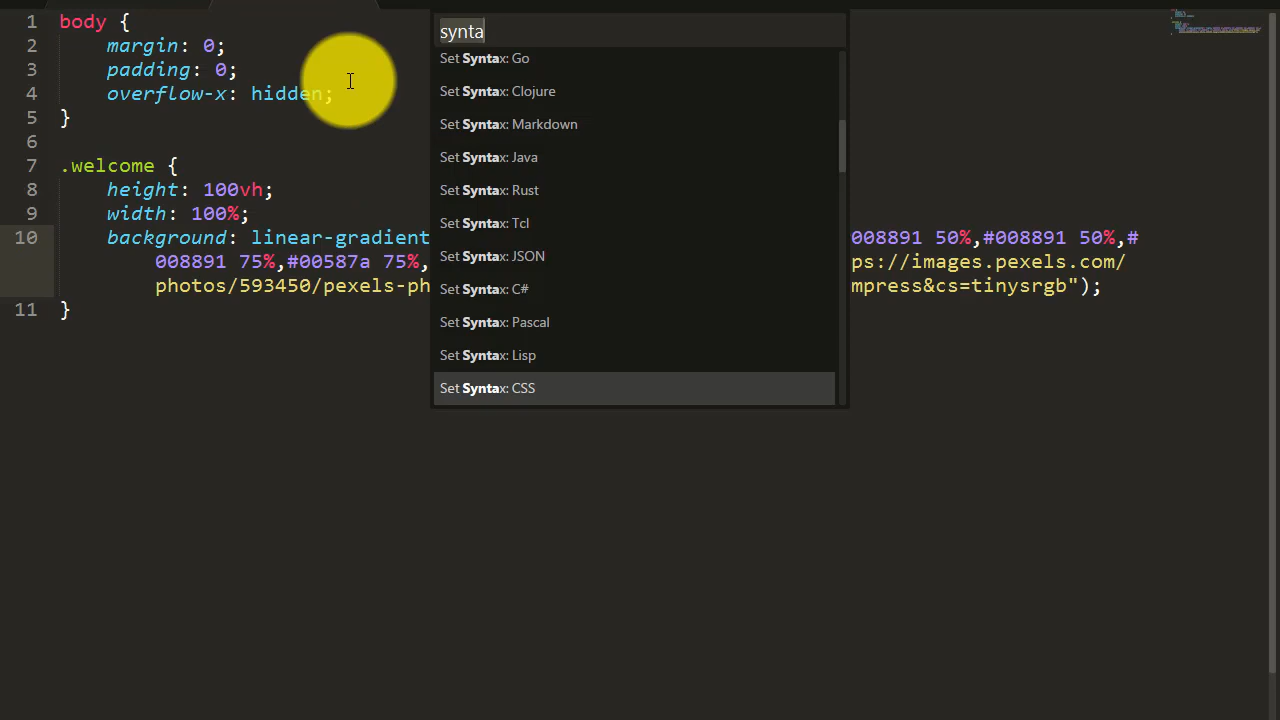 1 body {
2 margin: 0;
3 padding: 0;
4 overflow-x: hidden;
5 }
6
7 .welcome {
8 height: 100vh;
9 width: 100%;
10 background: linear-gradient 008891 50%,#008891 50%,#
008891 75%,#00587a 75%, ps://images.pexels.com/
photos/593450/pexels-ph mpress&cs=tinysrgb");
11 }
synta
Set Syntax: Go
Set Syntax: Clojure
Set Syntax: Markdown
Set Syntax: Java
Set Syntax: Rust
Set Syntax: Tcl
Set Syntax: JSON
Set Syntax: C#
Set Syntax: Pascal
Set Syntax: Lisp
Set Syntax: CSS